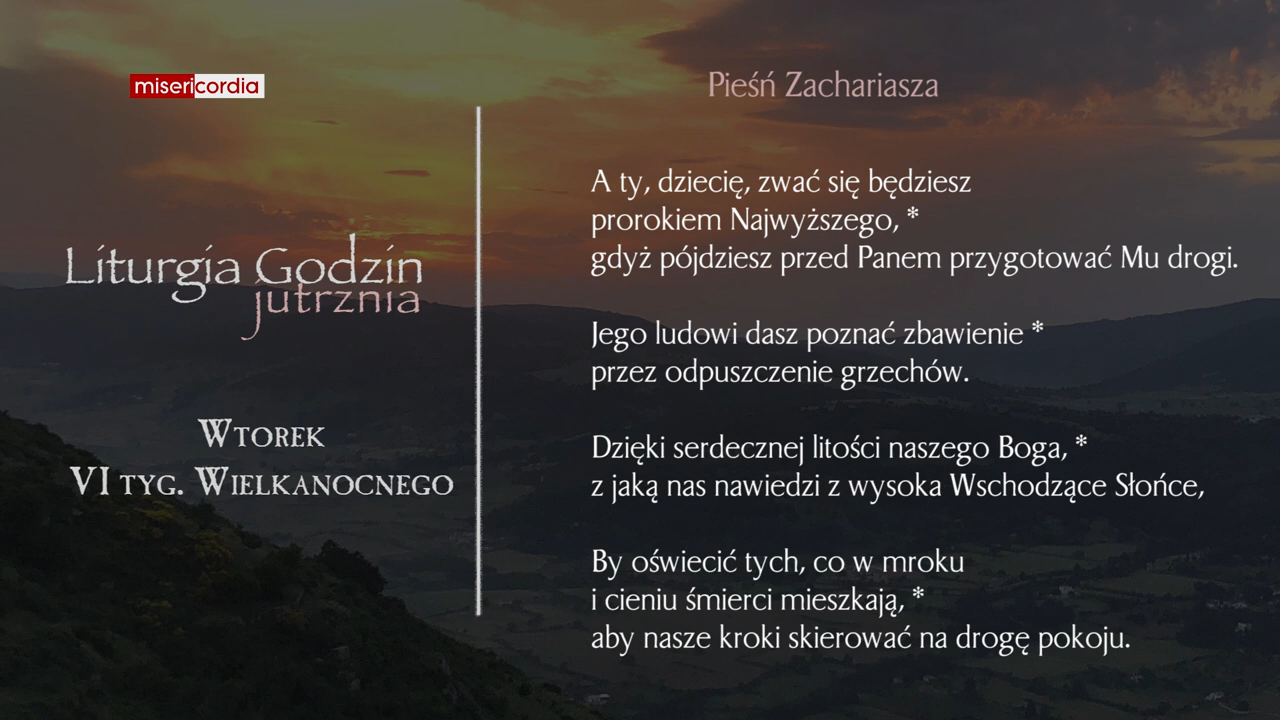 misericordia
Liturgia Godzin
jutrznia
Wtorek
VI tyg. Wielkanocnego
Pieśń Zachariasza
A ty, dziecię, zwać się będziesz
prorokiem Najwyższego, *
gdyż pójdziesz przed Panem przygotować Mu drogi.
Jego ludowi dasz poznać zbawienie *
przez odpuszczenie grzechów.
Dzięki serdecznej litości naszego Boga, *
z jaką nas nawiedzi z wysoka Wschodzące Słońce,
By oświecić tych, co w mroku
i cieniu śmierci mieszkają, *
aby nasze kroki skierować na drogę pokoju.